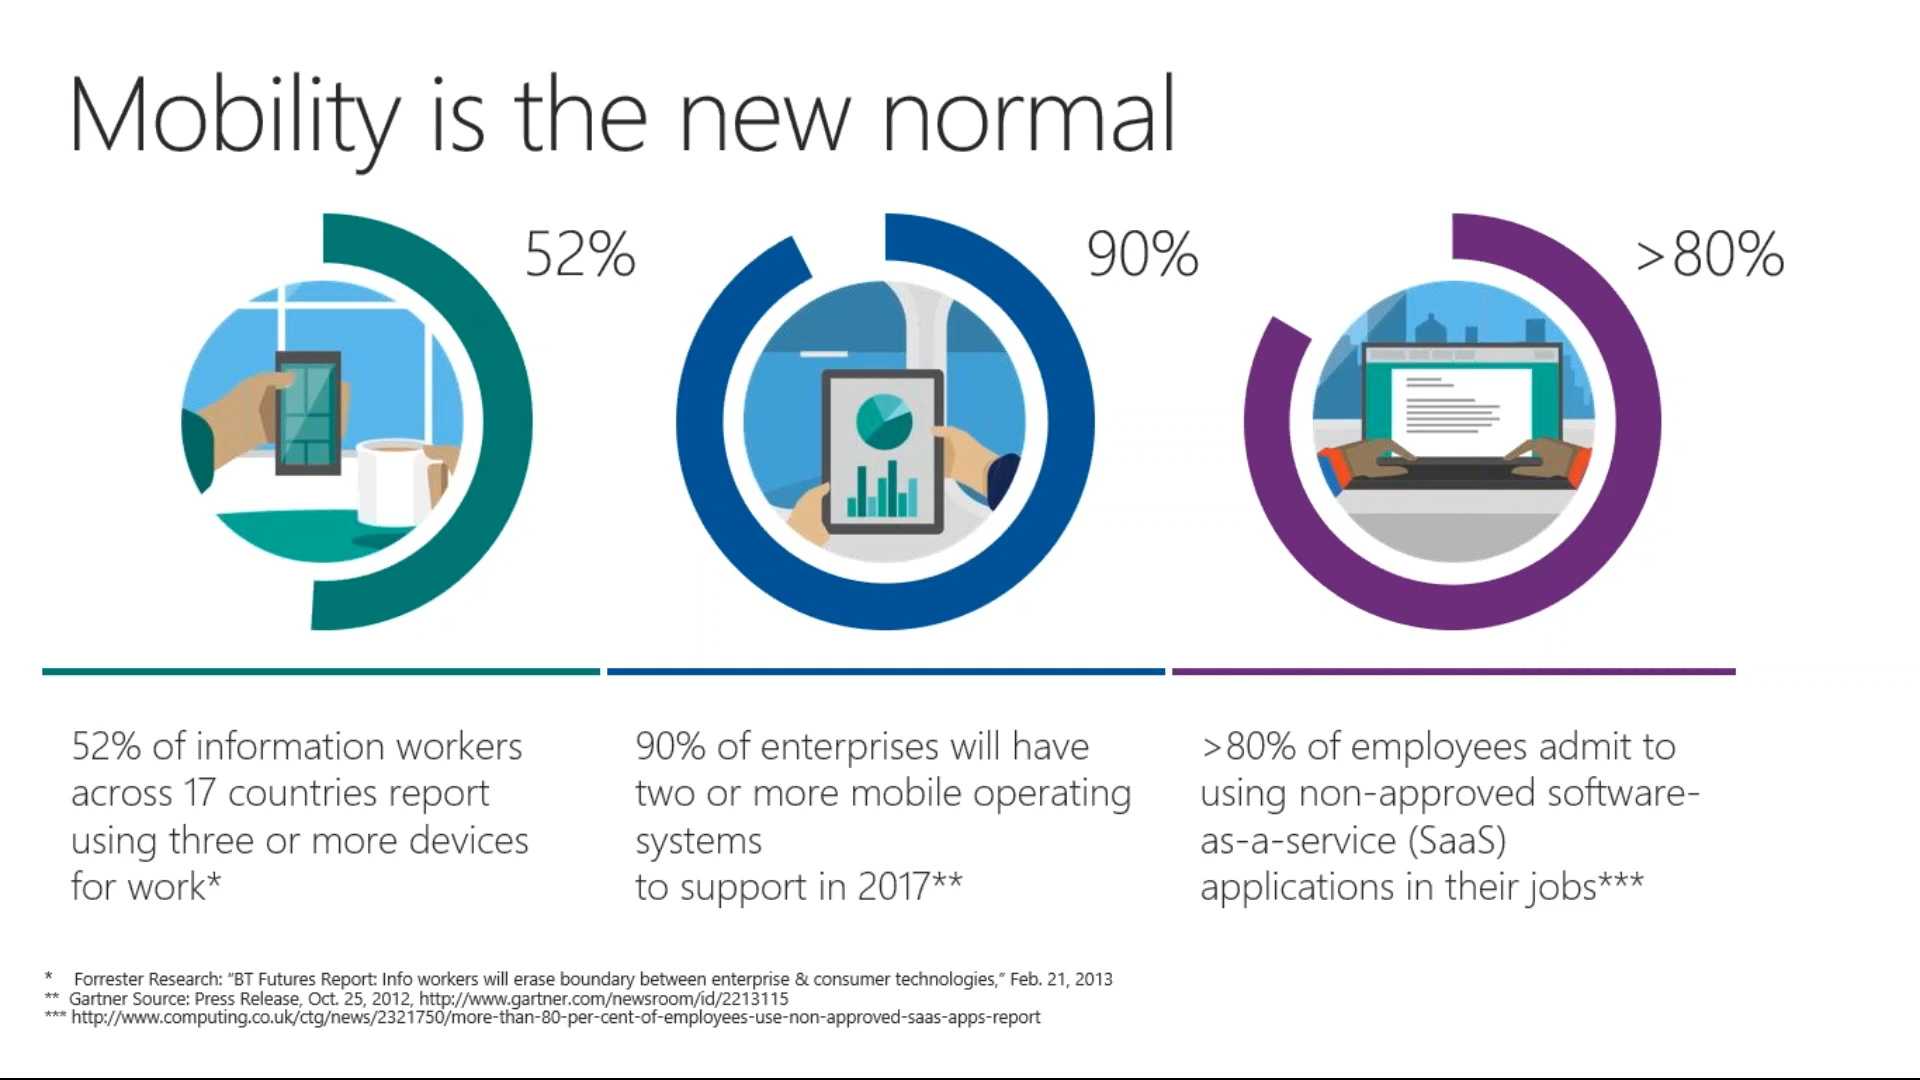 Mobility is the new normal
52%
90%
>80%
52% of information workers
across 17 countries report
using three or more devices
for work*
90% of enterprises will have
two or more mobile operating
systems
to support in 2017**
>80% of employees admit to
using non-approved software-
as-a-service (SaaS)
applications in their jobs***
* Forrester Research: “BT Futures Report: Info workers will erase boundary between enterprise & consumer technologies,” Feb. 21, 2013
** Gartner Source: Press Release, Oct. 25, 2012, http://www.gartner.com/newsroom/id/2213115
*** http://www.computing.co.uk/ctg/news/2321750/more-than-80-per-cent-of-employees-use-non-approved-saas-apps-report